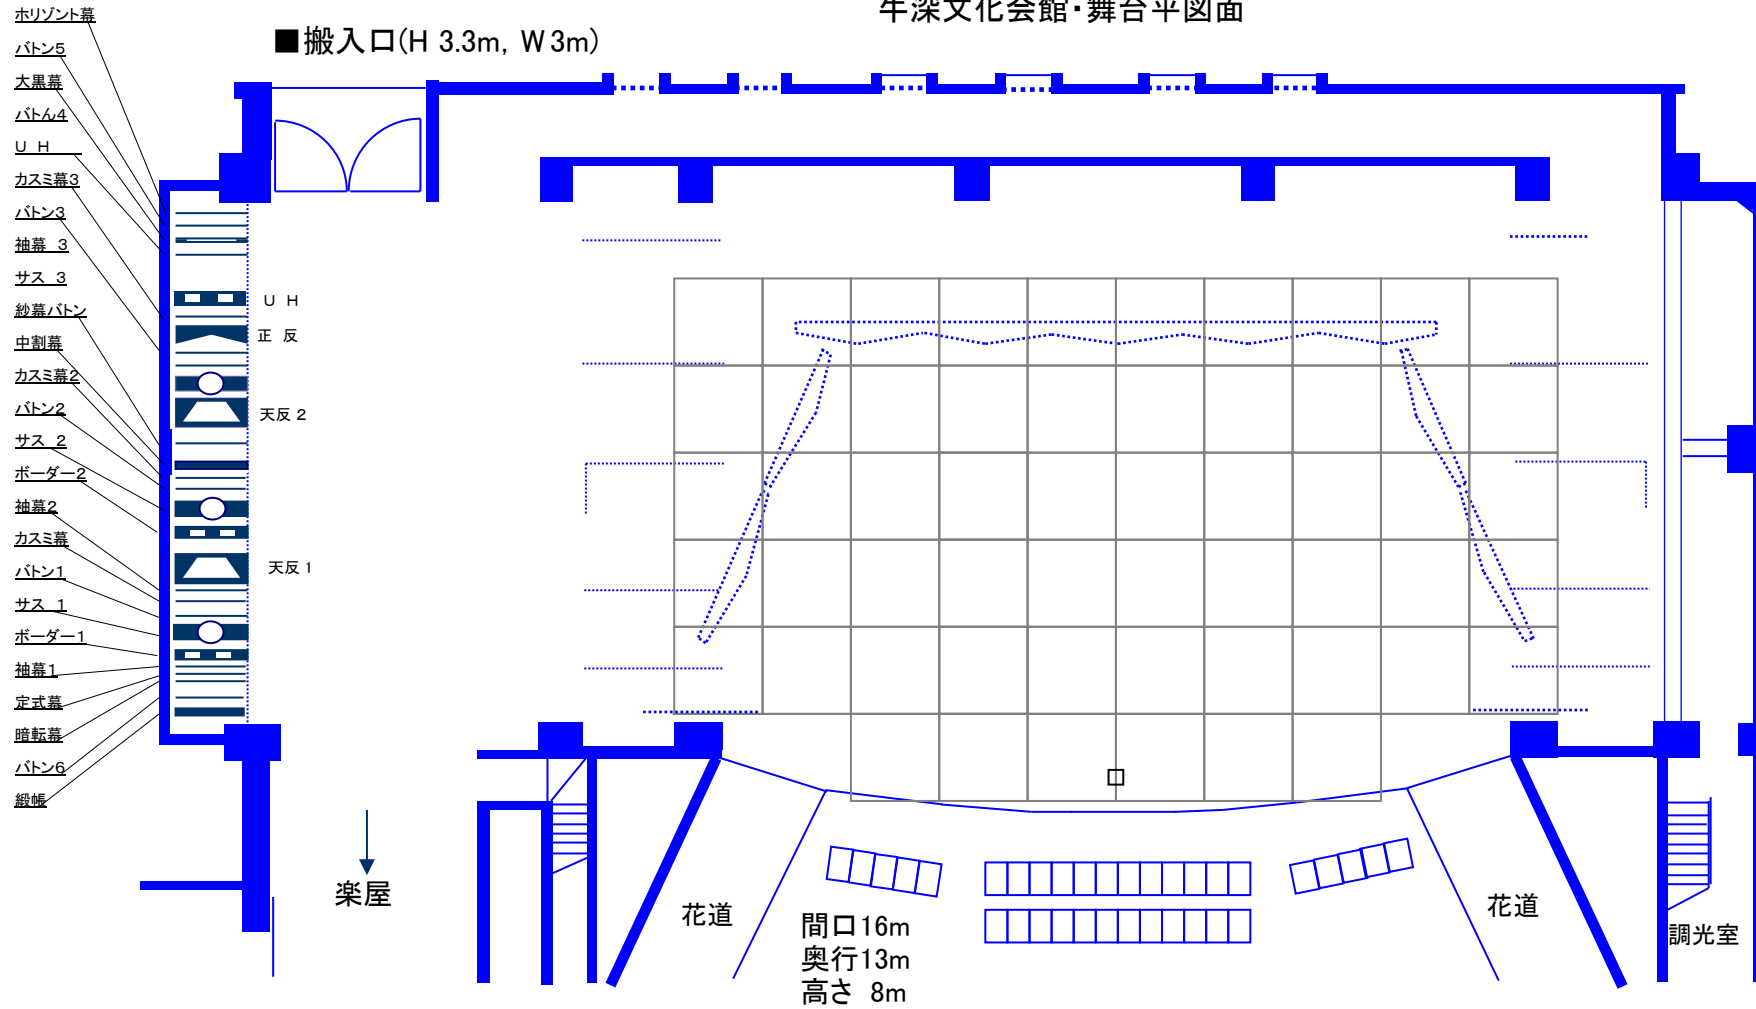 牛深文化会館・舞台平図面
■搬入口(H 3.3m, W 3m)
ホリゾント幕
バトン5
大黒幕
バトん4
U H
カスミ幕3
バトン3
袖幕 3
サス 3
紗幕バトン
中割幕
カスミ幕2
バトン2
サス 2
ボーダー2
袖幕2
カスミ幕
バトン1
サス 1
ボーダー1
袖幕1
定式幕
暗転幕
バトン6
緞帳
U H
正 反
天反 2
天反 1
楽屋
花道
間口16m
奥行13m
高さ 8m
花道
調光室